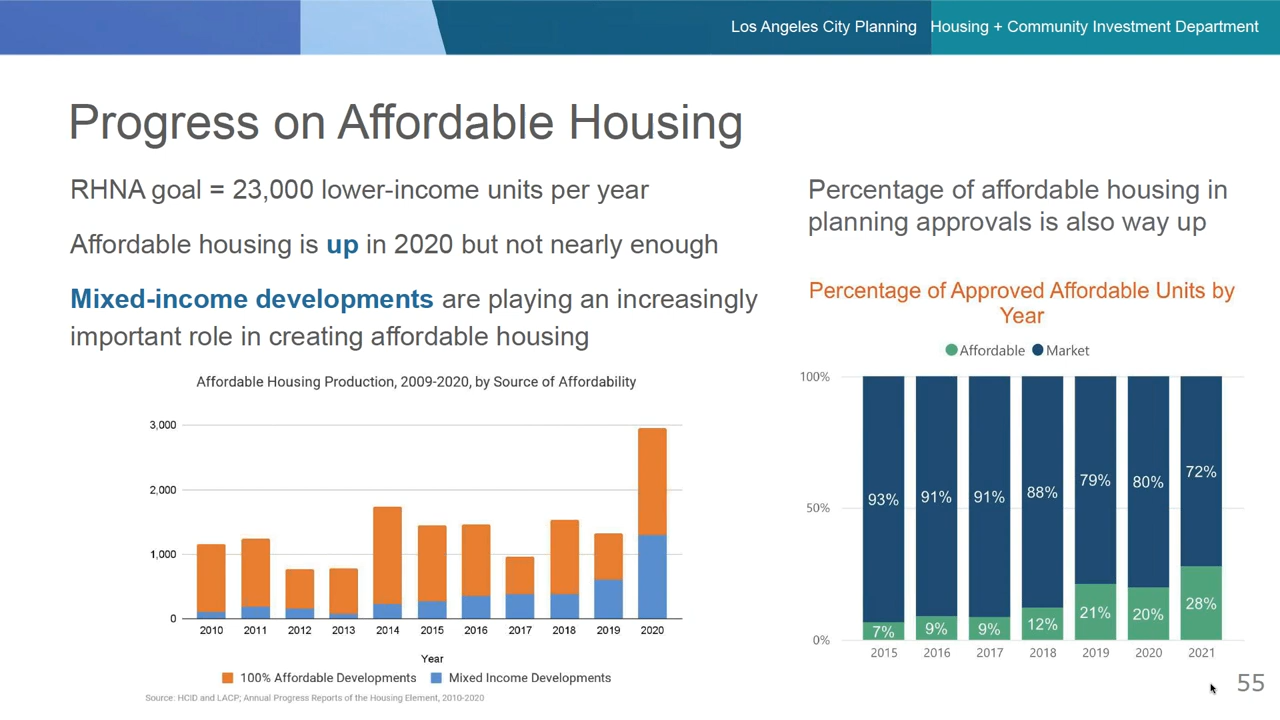 Los Angeles City Planning
Housing + Community Investment Department
Progress on Affordable Housing
RHNA goal = 23,000 lower-income units per year
Affordable housing is up in 2020 but not nearly enough
Mixed-income developments are playing an increasingly
important role in creating affordable housing
Affordable Housing Production, 2009-2020, by Source of Affordability
3,000
2,000
1,000
0
2010 2011 2012 2013 2014 2015 2016 2017 2018 2019 2020
Year
100% Affordable Developments Mixed Income Developments
Source: HCID and LACP; Annual Progress Reports of the Housing Element, 2010-2020
Percentage of affordable housing in
planning approvals is also way up
Percentage of Approved Affordable Units by
Year
Affordable Market
100%
50%
0%
93% 91% 91% 88% 79% 80% 72%
7% 9% 9% 12% 21% 20% 28%
2015 2016 2017 2018 2019 2020 2021
55